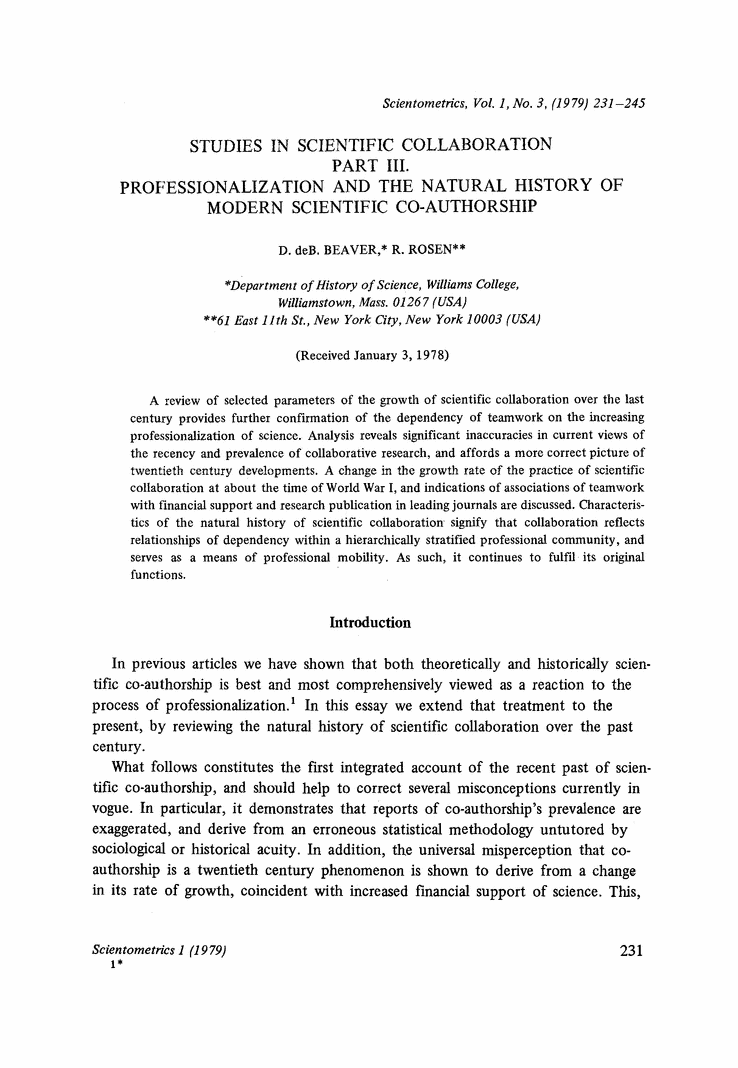 Scientometrics, Vol. 1, No. 3, (1979) 231–245
STUDIES IN SCIENTIFIC COLLABORATION
PART III.
PROFESSIONALIZATION AND THE NATURAL HISTORY OF
MODERN SCIENTIFIC CO-AUTHORSHIP
D. deB. BEAVER,* R. ROSEN**
*Department of History of Science, Williams College,
Williamstown, Mass. 01267 (USA)
**61 East 11th St., New York City, New York 10003 (USA)
(Received January 3, 1978)
A review of selected parameters of the growth of scientific collaboration over the last
century provides further confirmation of the dependency of teamwork on the increasing
professionalization of science. Analysis reveals significant inaccuracies in current views of
the recency and prevalence of collaborative research, and affords a more correct picture of
twentieth century developments. A change in the growth rate of the practice of scientific
collaboration at about the time of World War I, and indications of associations of teamwork
with financial support and research publication in leading journals are discussed. Characteris-
tics of the natural history of scientific collaboration signify that collaboration reflects
relationships of dependency within a hierarchically stratified professional community, and
serves as a means of professional mobility. As such, it continues to fulfil its original
functions.
Introduction
In previous articles we have shown that both theoretically and historically scien-
tific co-authorship is best and most comprehensively viewed as a reaction to the
process of professionalization.¹ In this essay we extend that treatment to the
present, by reviewing the natural history of scientific collaboration over the past
century.
What follows constitutes the first integrated account of the recent past of scien-
tific co-authorship, and should help to correct several misconceptions currently in
vogue. In particular, it demonstrates that reports of co-authorship's prevalence are
exaggerated, and derive from an erroneous statistical methodology untutored by
sociological or historical acuity. In addition, the universal misperception that co-
authorship is a twentieth century phenomenon is shown to derive from a change
in its rate of growth, coincident with increased financial support of science. This,
Scientometrics 1 (1979)
231
1*